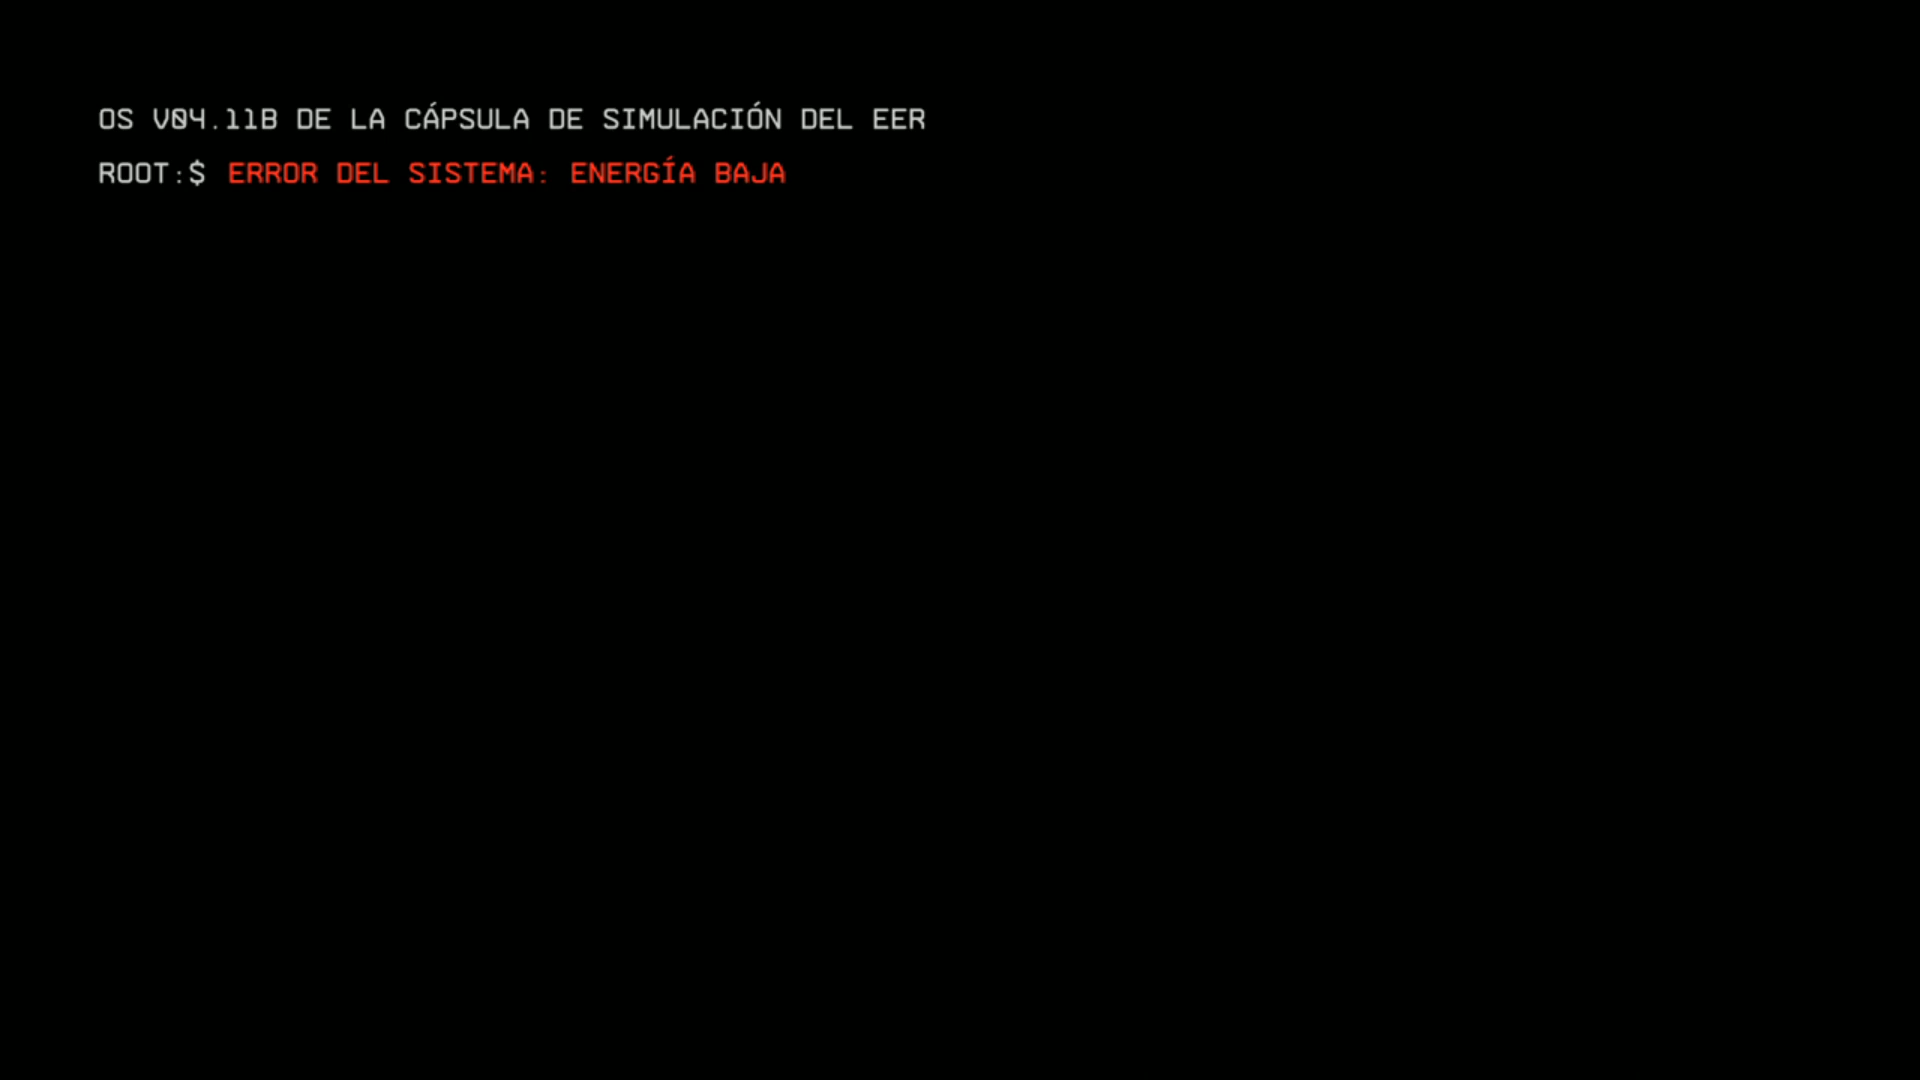 OS V04.11B DE LA CÁPSULA DE SIMULACIÓN DEL EER
ROOT:$ ERROR DEL SISTEMA: ENERGÍA BAJA